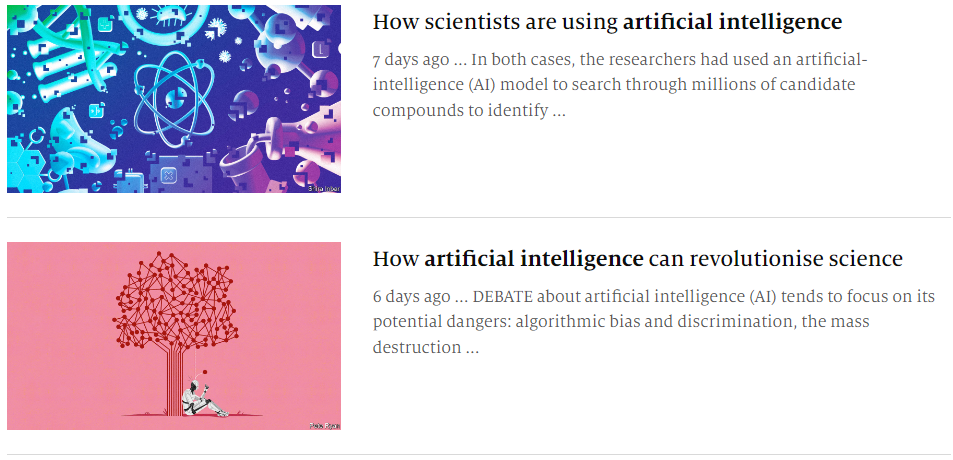 How scientists are using artificial intelligence
7 days ago ... In both cases, the researchers had used an artificial-
intelligence (AI) model to search through millions of candidate
compounds to identify ...
How artificial intelligence can revolutionise science
6 days ago ... DEBATE about artificial intelligence (AI) tends to focus on its
potential dangers: algorithmic bias and discrimination, the mass
destruction ...